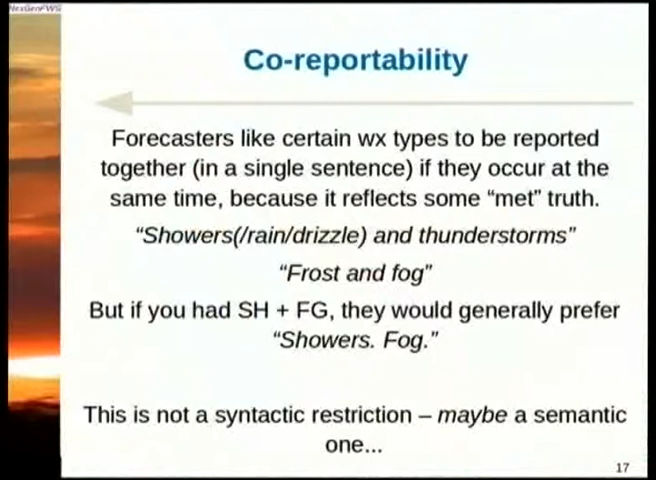 NexGenFWS
Co-reportability
Forecasters like certain wx types to be reported
together (in a single sentence) if they occur at the
same time, because it reflects some “met” truth.
“Showers(/rain/drizzle) and thunderstorms”
“Frost and fog”
But if you had SH + FG, they would generally prefer
“Showers. Fog.”
This is not a syntactic restriction – maybe a semantic
one...
17